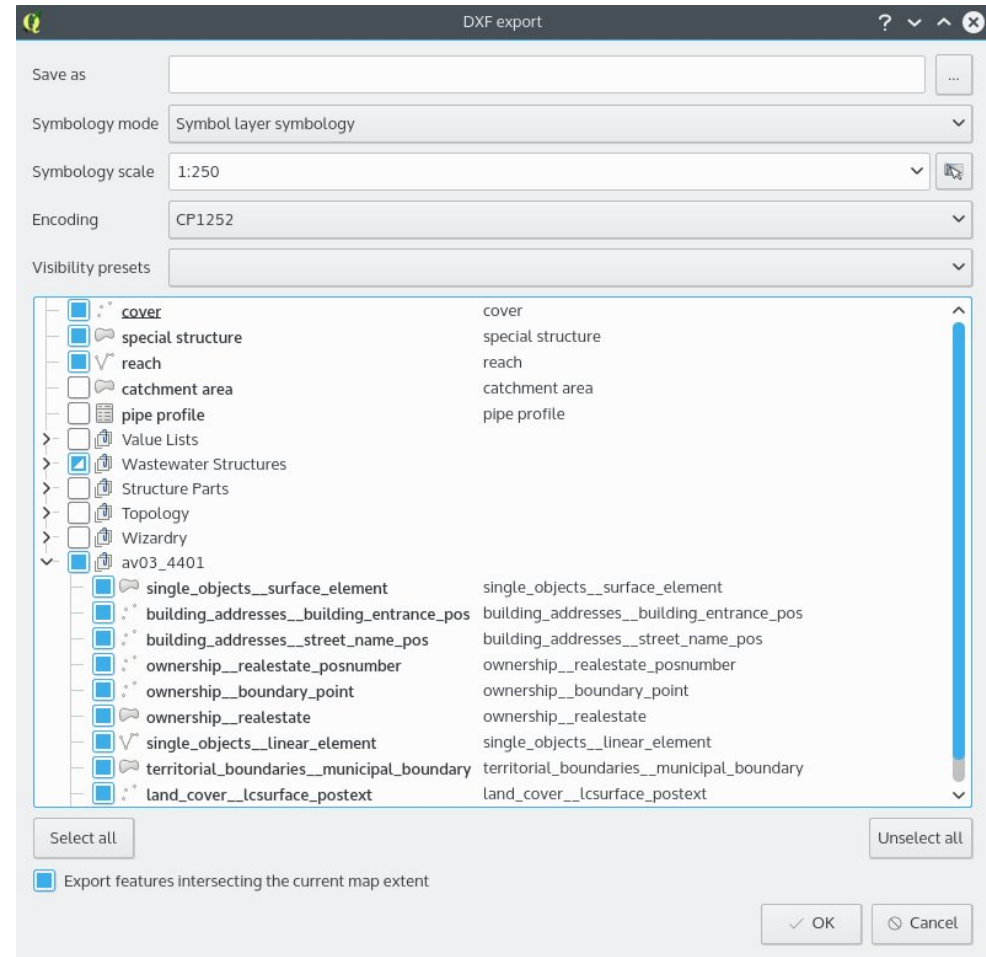 DXF export
Save as
...
Symbology mode Symbol layer symbology
Symbology scale 1:250
Encoding CP1252
Visibility presets
cover cover
special structure special structure
reach reach
catchment area catchment area
pipe profile pipe profile
Value Lists
Wastewater Structures
Structure Parts
Topology
Wizardry
av03_4401
single_objects__surface_element single_objects__surface_element
building_addresses__building_entrance_pos building_addresses__building_entrance_pos
building_addresses__street_name_pos building_addresses__street_name_pos
ownership__realestate_posnumber ownership__realestate_posnumber
ownership__boundary_point ownership__boundary_point
ownership__realestate ownership__realestate
single_objects__linear_element single_objects__linear_element
territorial_boundaries__municipal_boundary territorial_boundaries__municipal_boundary
land_cover__lcsurface_postext land_cover__lcsurface_postext
Select all Unselect all
Export features intersecting the current map extent
OK Cancel